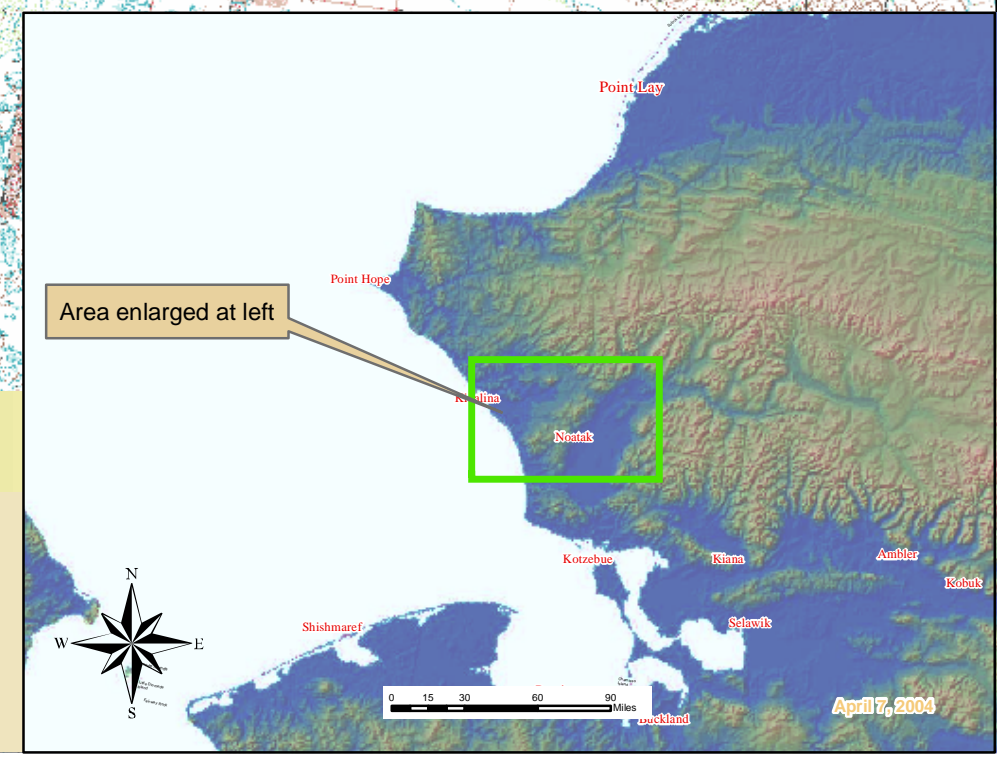 Point Lay
Point Hope
Area enlarged at left
Noatak
Kotzebue
Kiana
Ambler
Kobuk
Selawik
Shishmaref
N
W
E
S
0 15 30 60 90
Miles
April 7, 2004